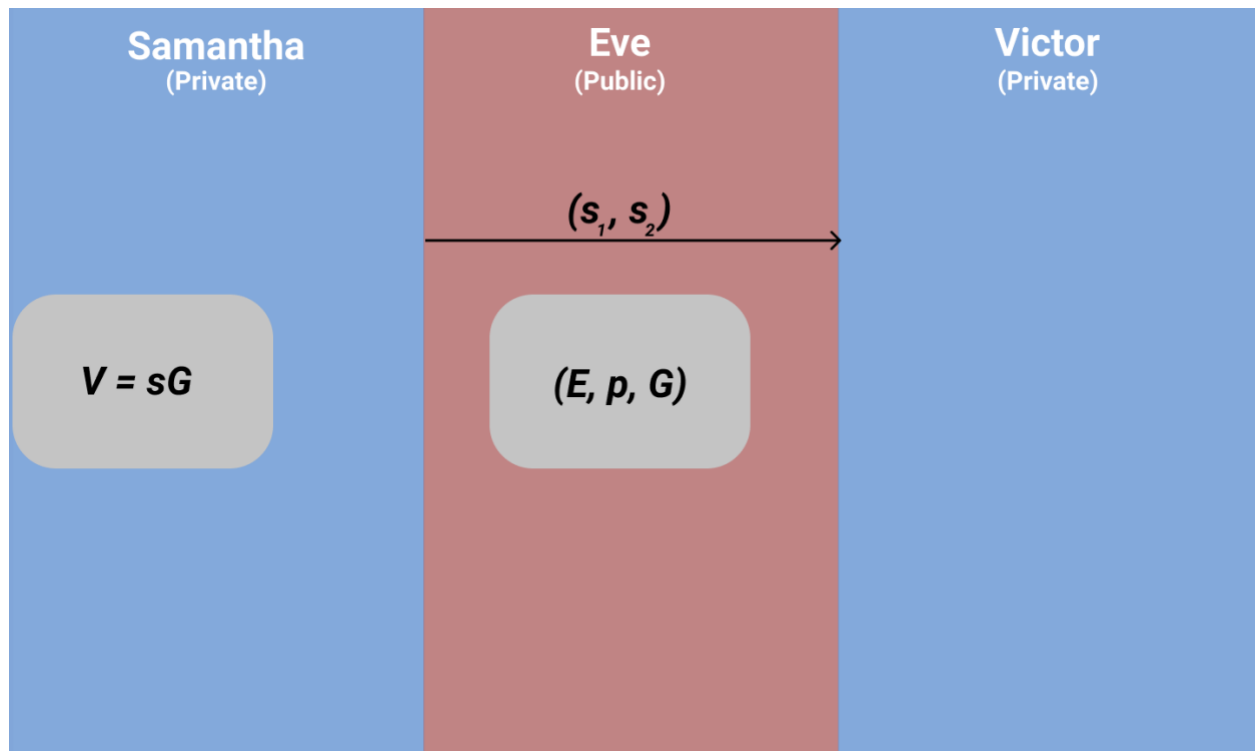 Samantha
(Private)
Eve
(Public)
Victor
(Private)
(s₁, s₂)
V = sG
(E, p, G)